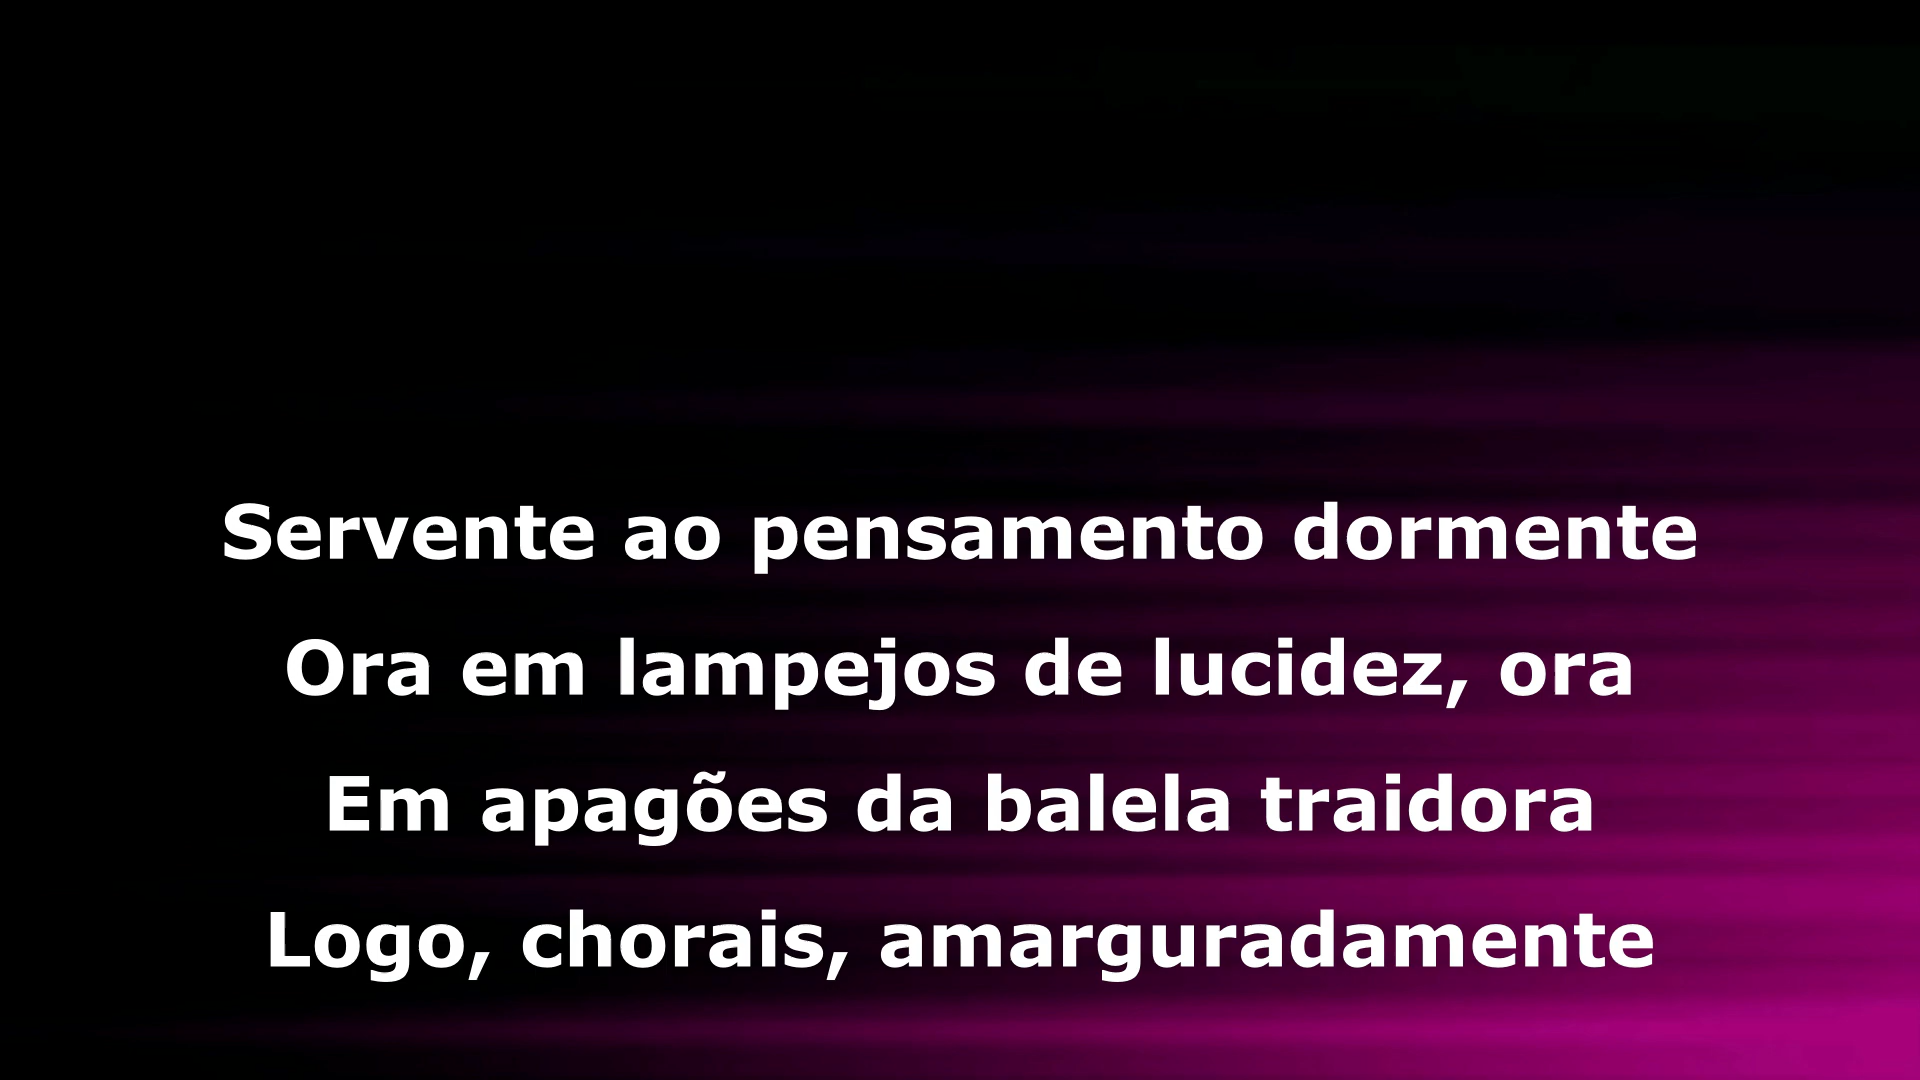 Servente ao pensamento dormente
Ora em lampejos de lucidez, ora
Em apagões da balela traidora
Logo, chorais, amarguradamente